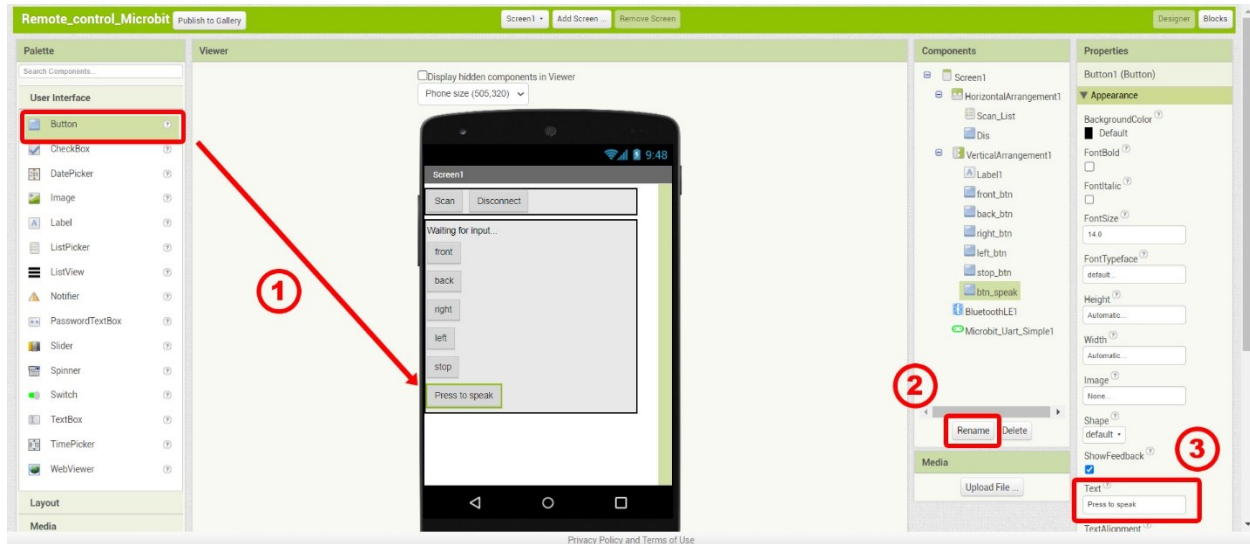 Remote_control_Microbit Publish to Gallery Screen1 Add Screen ... Remove Screen Designer Blocks
Palette
Search Components...
User Interface
Button
CheckBox
DatePicker
Image
Label
ListPicker
ListView
Notifier
PasswordTextBox
Slider
Spinner
Switch
TextBox
TimePicker
WebViewer
Layout
Media
Viewer
Display hidden components in Viewer
Phone size (505,320)
9:48
Screen1
Scan Disconnect
Waiting for input...
front
back
right
left
stop
Press to speak
1
Components
Screen1
HorizontalArrangement1
Scan_List
Dis
VerticalArrangement1
Label1
front_btn
back_btn
right_btn
left_btn
stop_btn
btn_speak
BluetoothLE1
Microbit_Uart_Simple1
2
Rename Delete
Media
Upload File ...
Properties
Button1 (Button)
Appearance
BackgroundColor
Default
FontBold
FontItalic
FontSize
14.0
FontTypeface
default...
Height
Automatic...
Width
Automatic...
Image
None...
Shape
default
3
ShowFeedback
Text
Press to speak
TextAlignment
Privacy Policy and Terms of Use